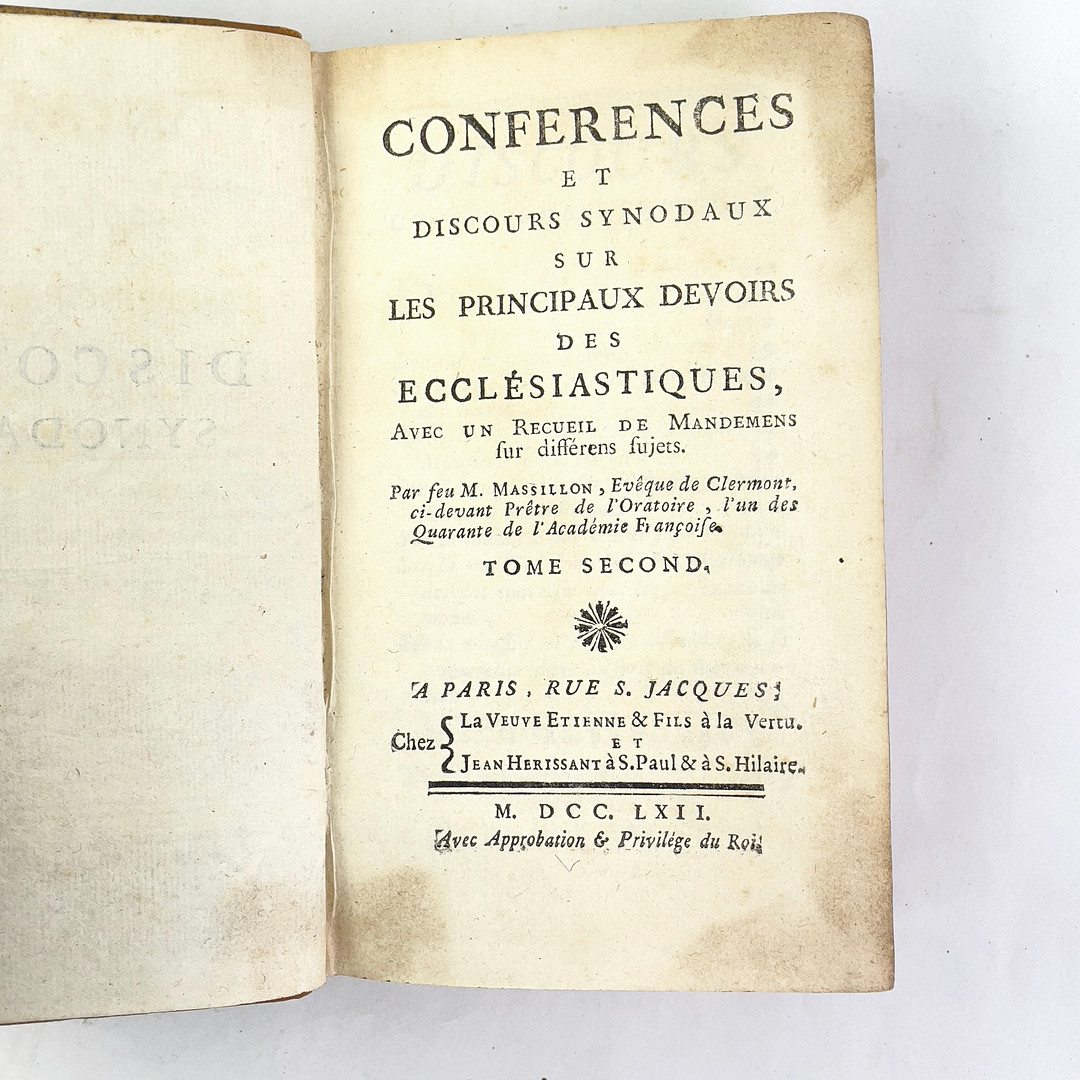 CONFERENCES
ET
DISCOURS SYNODAUX
SUR
LES PRINCIPAUX DEVOIRS
DES
ECCLÉSIASTIQUES,
AVEC UN RECUEIL DE MANDEMENS
ſur différens ſujets.
Par feu M. MASSILLON, Evêque de Clermont,
ci-devant Prêtre de l'Oratoire, l'un des
Quarante de l'Académie Françoiſe.
TOME SECOND.
A PARIS, RUE S. JACQUES;
Chez
LA VEUVE ETIENNE & FILS à la Vertu.
ET
JEAN HERISSANT à S. Paul & à S. Hilaire.
M. DCC. LXII.
Avec Approbation & Privilége du Roi.